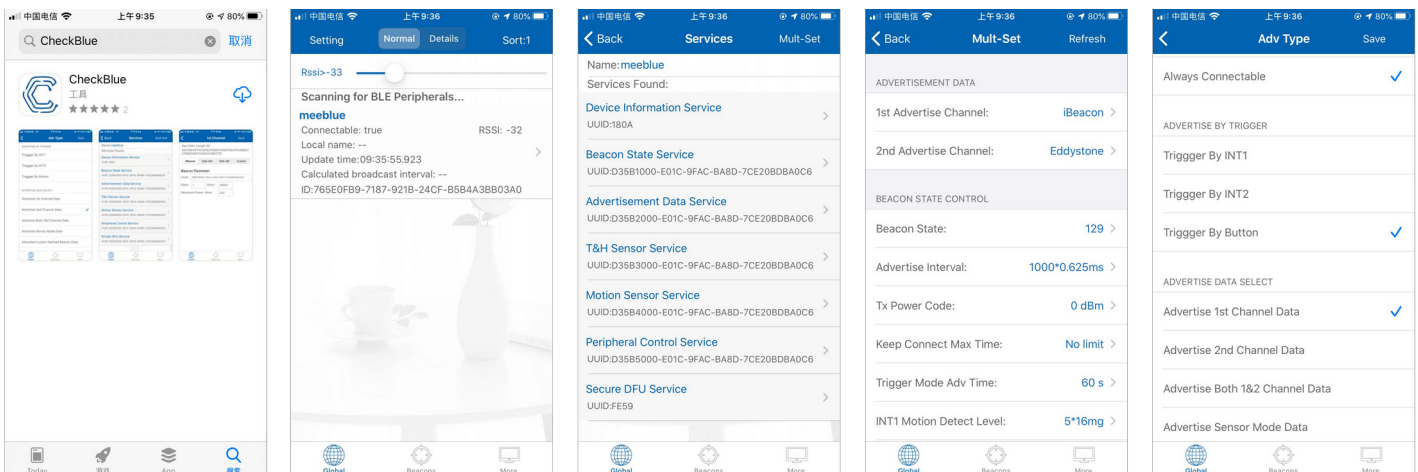 中国电信 上午9:35 80%
CheckBlue 取消
CheckBlue
工具
2
Today 游戏 App 搜索
中国电信 上午9:36 80%
Setting Normal Details Sort:1
Rssi>-33
Scanning for BLE Peripherals...
meeblue
Connectable: true RSSI: -32
Local name: --
Update time:09:35:55.923
Calculated broadcast interval: --
ID:765E0FB9-7187-921B-24CF-B5B4A3BB03A0
Global Beacons More
中国电信 上午9:36 80%
Back Services Mult-Set
Name:meeblue
Services Found:
Device Information Service
UUID:180A
Beacon State Service
UUID:D35B1000-E01C-9FAC-BA8D-7CE20BDBA0C6
Advertisement Data Service
UUID:D35B2000-E01C-9FAC-BA8D-7CE20BDBA0C6
T&H Sensor Service
UUID:D35B3000-E01C-9FAC-BA8D-7CE20BDBA0C6
Motion Sensor Service
UUID:D35B4000-E01C-9FAC-BA8D-7CE20BDBA0C6
Peripheral Control Service
UUID:D35B5000-E01C-9FAC-BA8D-7CE20BDBA0C6
Secure DFU Service
UUID:FE59
Global Beacons More
中国电信 上午9:36 80%
Back Mult-Set Refresh
ADVERTISEMENT DATA
1st Advertise Channel: iBeacon
2nd Advertise Channel: Eddystone
BEACON STATE CONTROL
Beacon State: 129
Advertise Interval: 1000*0.625ms
Tx Power Code: 0 dBm
Keep Connect Max Time: No limit
Trigger Mode Adv Time: 60 s
INT1 Motion Detect Level: 5*16mg
Global Beacons More
中国电信 上午9:36 80%
Adv Type Save
Always Connectable
ADVERTISE BY TRIGGER
Triggger By INT1
Triggger By INT2
Triggger By Button
ADVERTISE DATA SELECT
Advertise 1st Channel Data
Advertise 2nd Channel Data
Advertise Both 1&2 Channel Data
Advertise Sensor Mode Data
Global Beacons More